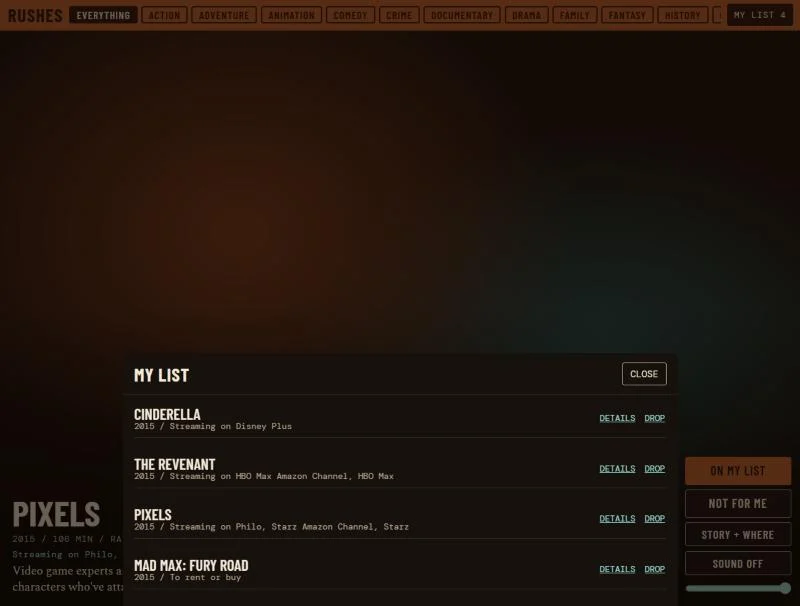 RUSHES EVERYTHING ACTION ADVENTURE ANIMATION COMEDY CRIME DOCUMENTARY DRAMA FAMILY FANTASY HISTORY MY LIST 4
MY LIST CLOSE
CINDERELLA
2015 / Streaming on Disney Plus
DETAILS DROP
THE REVENANT
2015 / Streaming on HBO Max Amazon Channel, HBO Max
DETAILS DROP
PIXELS
2015 / Streaming on Philo, Starz Amazon Channel, Starz
DETAILS DROP
MAD MAX: FURY ROAD
2015 / To rent or buy
DETAILS DROP
PIXELS
2015 / 106 MIN / RA
Streaming on Philo,
Video game experts a
characters who've
ON MY LIST
NOT FOR ME
STORY + WHERE
SOUND OFF